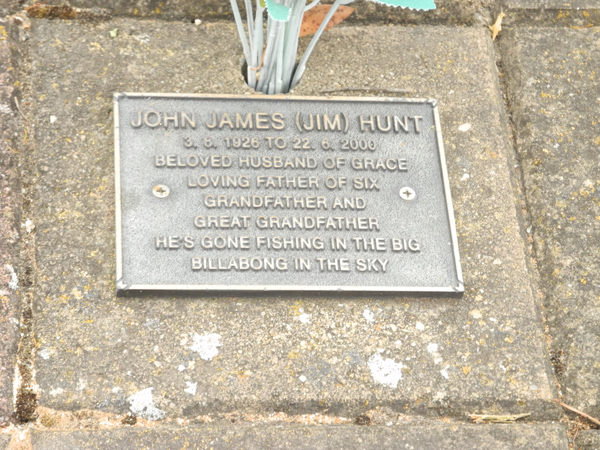 JOHN JAMES (JIM) HUNT
3. 6. 1926 TO 22. 6. 2000
BELOVED HUSBAND OF GRACE
LOVING FATHER OF SIX
GRANDFATHER AND
GREAT GRANDFATHER
HE'S GONE FISHING IN THE BIG
BILLABONG IN THE SKY